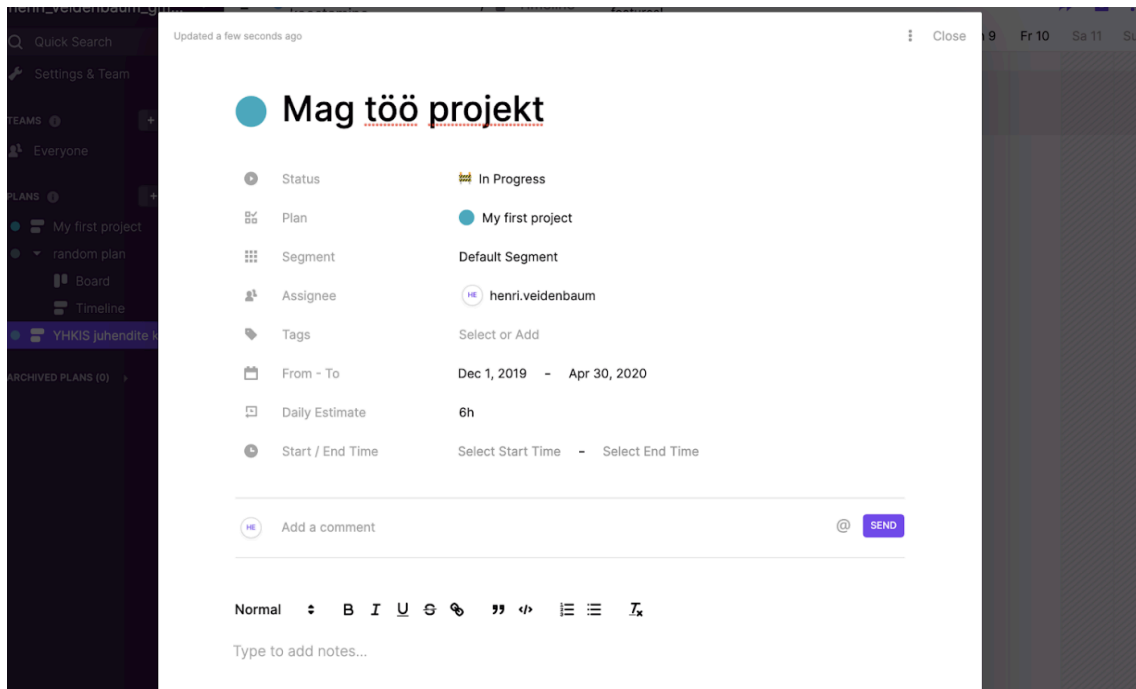 Quick Search
Settings & Team
TEAMS
Everyone
PLANS
My first project
random plan
Board
Timeline
YHKIS juhendite k
ARCHIVED PLANS (0)
9 Fr 10 Sa 11 Su
Updated a few seconds ago
Close
Mag töö projekt
Status In Progress
Plan My first project
Segment Default Segment
Assignee HE henri.veidenbaum
Tags Select or Add
From - To Dec 1, 2019 - Apr 30, 2020
Daily Estimate 6h
Start / End Time Select Start Time - Select End Time
HE Add a comment @ SEND
Normal B I U S
Type to add notes...